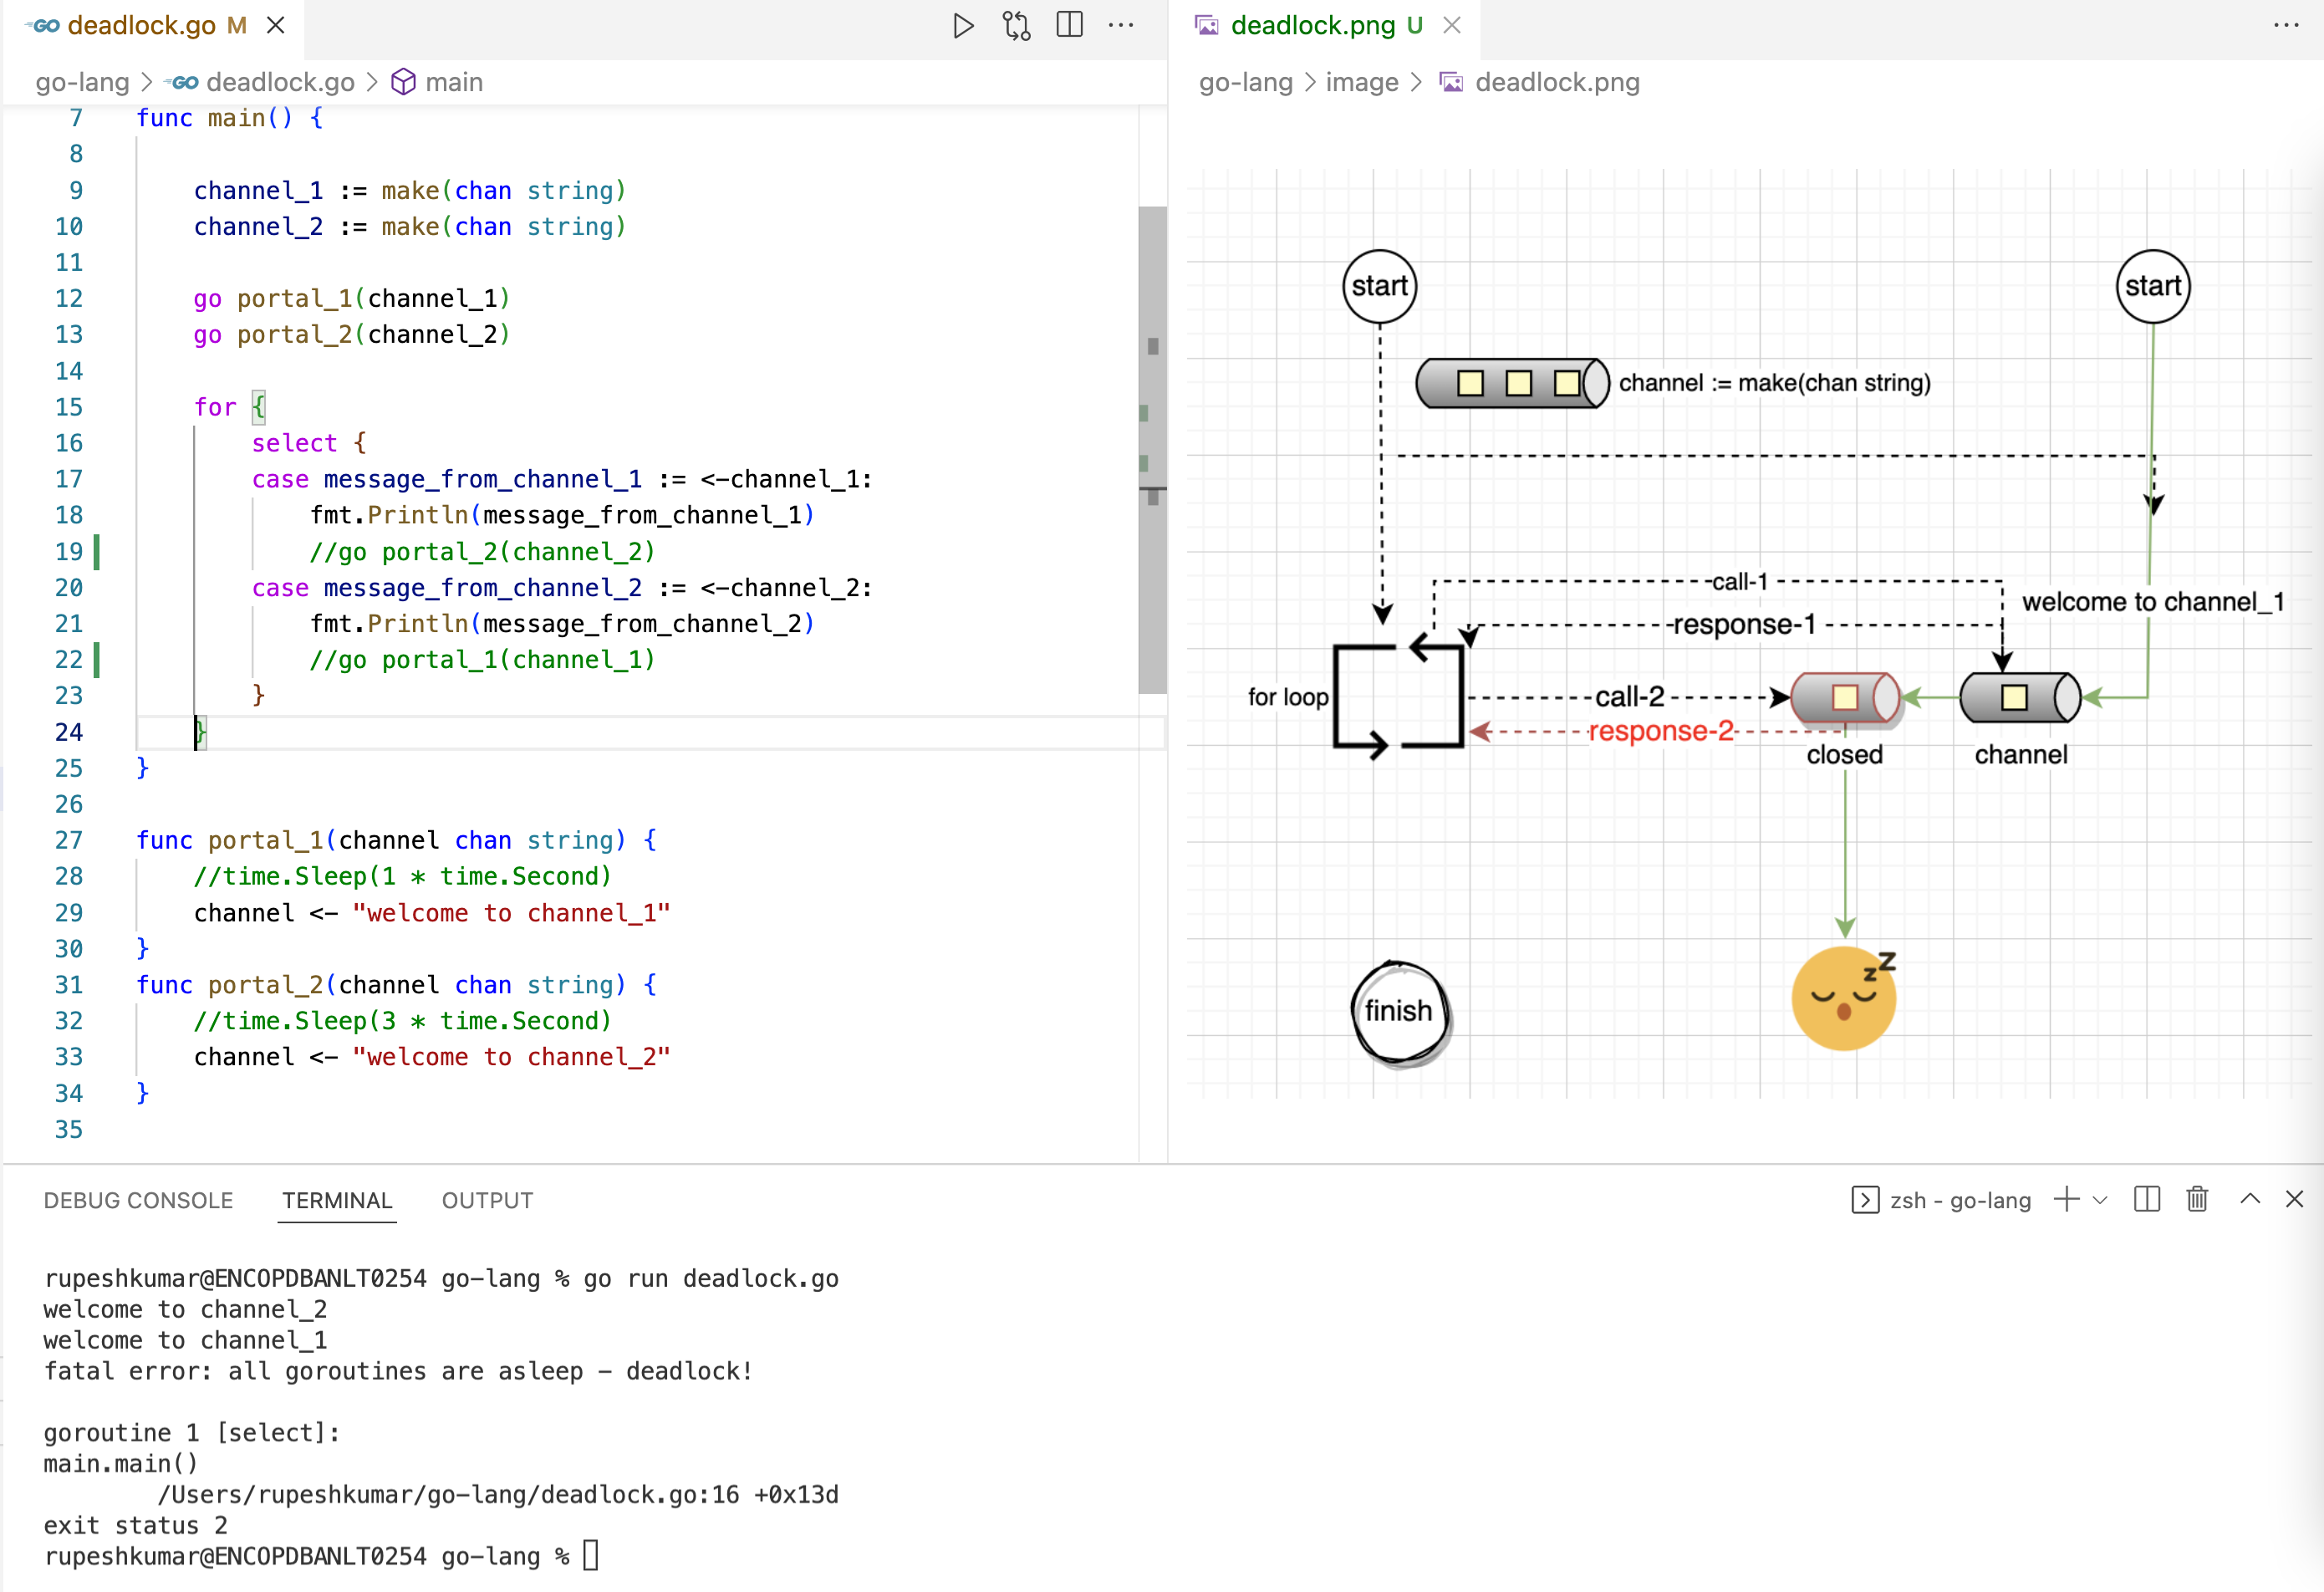 GO deadlock.go M
go-lang > GO deadlock.go > main
7 func main() {
8
9 channel_1 := make(chan string)
10 channel_2 := make(chan string)
11
12 go portal_1(channel_1)
13 go portal_2(channel_2)
14
15 for {
16 select {
17 case message_from_channel_1 := <-channel_1:
18 fmt.Println(message_from_channel_1)
19 //go portal_2(channel_2)
20 case message_from_channel_2 := <-channel_2:
21 fmt.Println(message_from_channel_2)
22 //go portal_1(channel_1)
23 }
24 }
25 }
26
27 func portal_1(channel chan string) {
28 //time.Sleep(1 * time.Second)
29 channel <- "welcome to channel_1"
30 }
31 func portal_2(channel chan string) {
32 //time.Sleep(3 * time.Second)
33 channel <- "welcome to channel_2"
34 }
35
deadlock.png U
go-lang > image > deadlock.png
start
start
channel := make(chan string)
call-1
welcome to channel_1
response-1
for loop
call-2
response-2
closed
channel
z Z
finish
DEBUG CONSOLE TERMINAL OUTPUT
zsh - go-lang
rupeshkumar@ENCOPDBANLT0254 go-lang % go run deadlock.go
welcome to channel_2
welcome to channel_1
fatal error: all goroutines are asleep - deadlock!
goroutine 1 [select]:
main.main()
/Users/rupeshkumar/go-lang/deadlock.go:16 +0x13d
exit status 2
rupeshkumar@ENCOPDBANLT0254 go-lang %